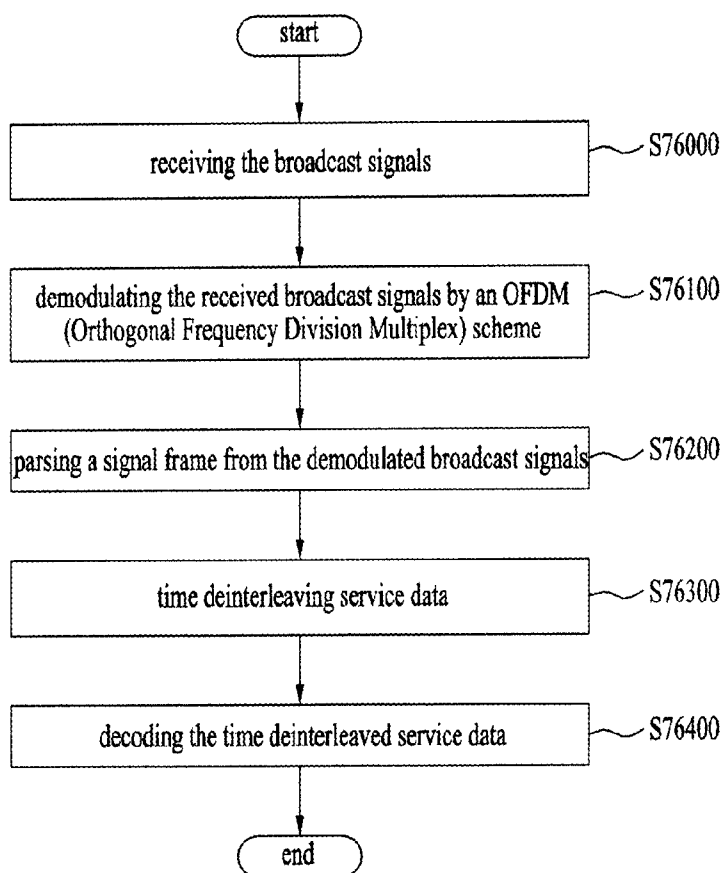 start
receiving the broadcast signals
S76000
demodulating the received broadcast signals by an OFDM
(Orthogonal Frequency Division Multiplex) scheme
S76100
parsing a signal frame from the demodulated broadcast signals
S76200
time deinterleaving service data
S76300
decoding the time deinterleaved service data
S76400
end